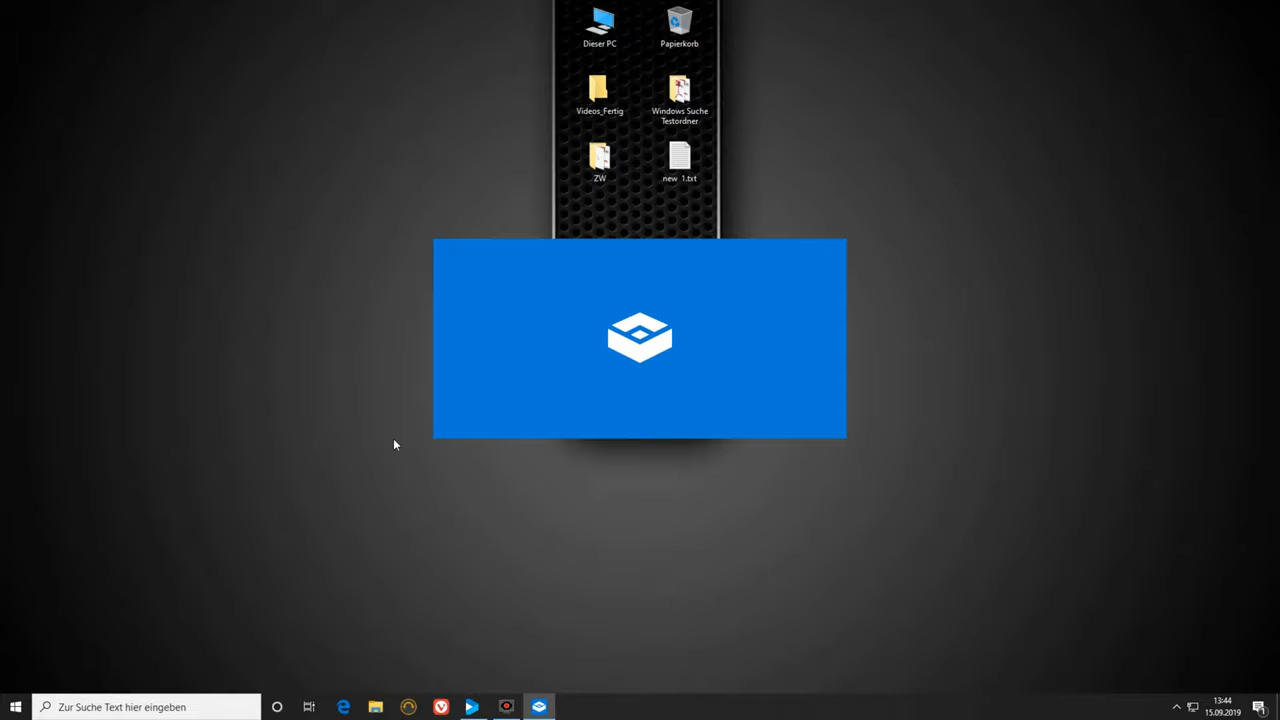 Dieser PC
Papierkorb
Videos_Fertig
Windows Suche
Testordner
ZW
new 1.txt
Zur Suche Text hier eingeben
13:44
15.09.2019
1